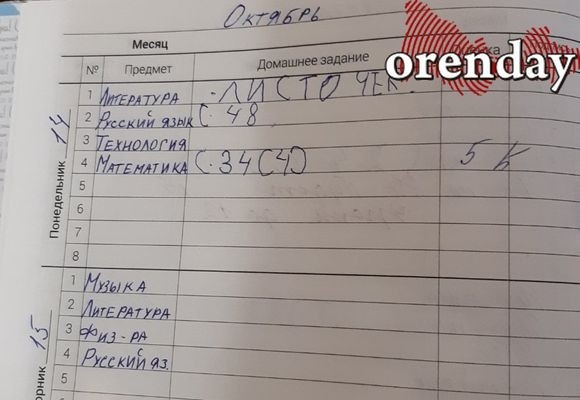 Октябрь
orenday
Месяц
№ Предмет Домашнее задание
Понедельник 14
1 Литература листочек.
2 Русский язык с. 48
3 Технология
4 Математика с. 34 (4) 5
5
6
7
8
орник 15
1 Музыка
2 Литература
3 Физ-ра
4 Русский яз.
5